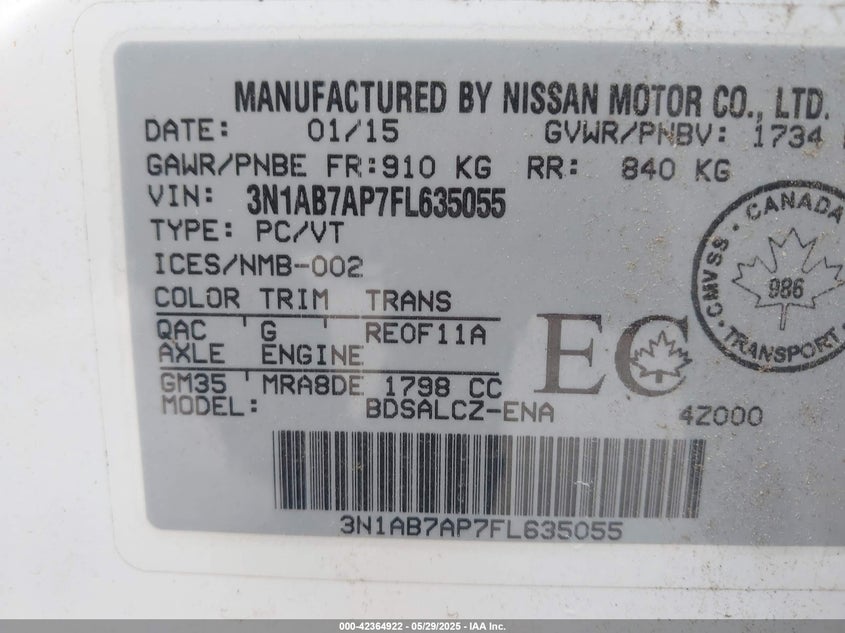 MANUFACTURED BY NISSAN MOTOR CO., LTD.
DATE: 01/15 GVWR/PNBV: 1734
GAWR/PNBE FR:910 KG RR: 840 KG
VIN: 3N1AB7AP7FL635055
TYPE: PC/VT
ICES/NMB-002
COLOR TRIM TRANS
QAC ' G ' RE0F11A
AXLE ENGINE
GM35 ' MRA8DE 1798 CC
MODEL: BDSALCZ-ENA 4Z000
EC
CMVSS · CANADA
986
· TRANSPORT ·
3N1AB7AP7FL635055
000-42364922 - 05/29/2025 - IAA Inc.